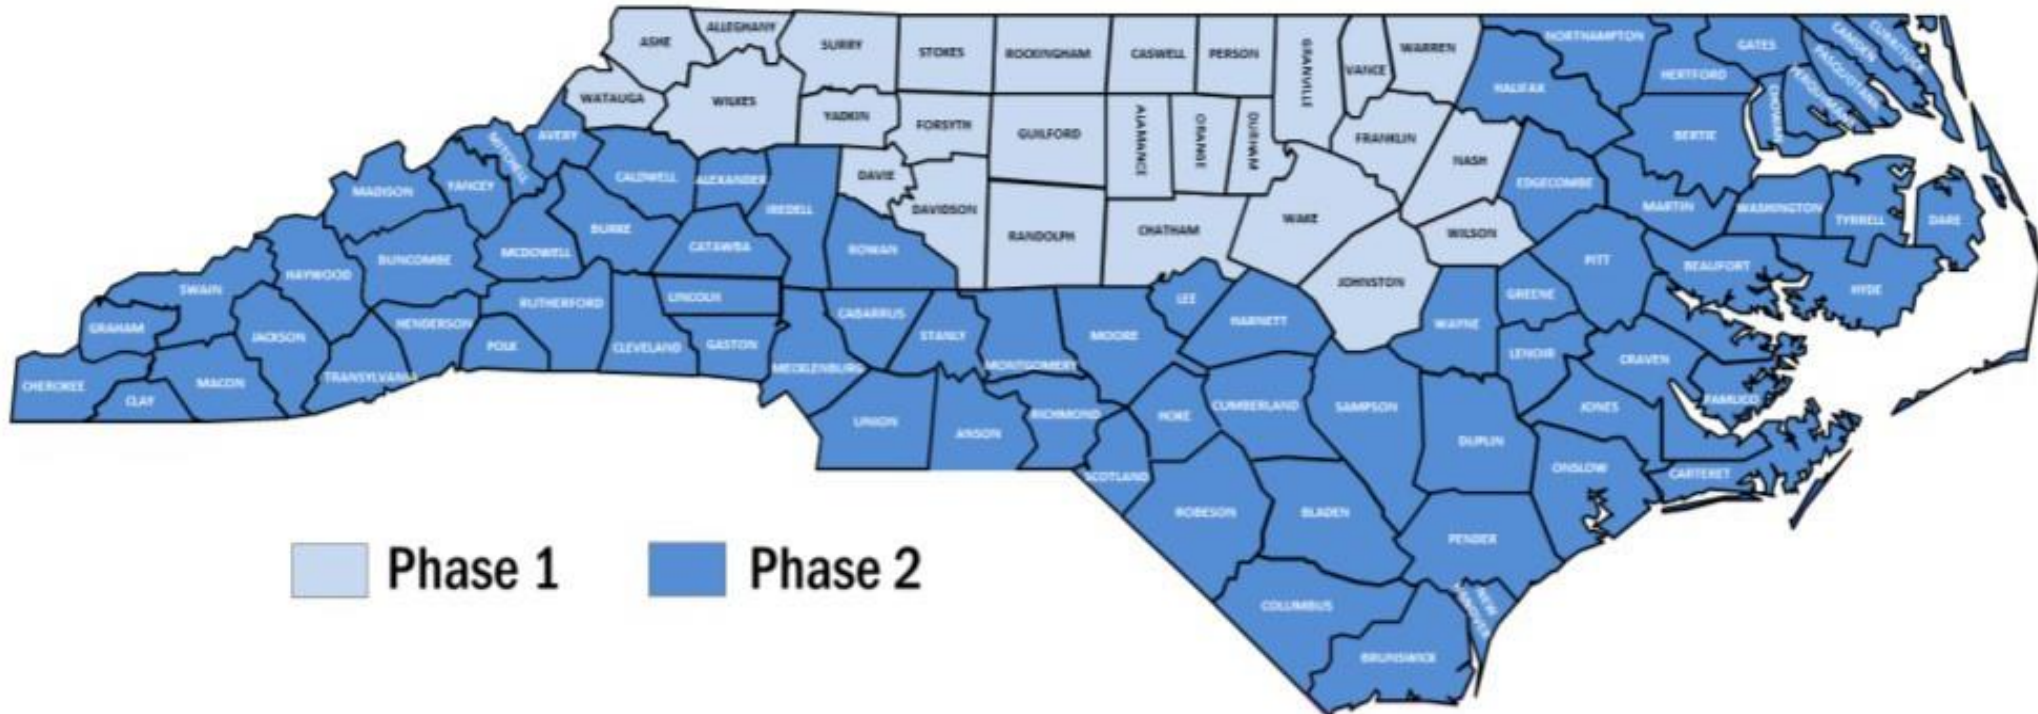 ASHE
ALLEGHANY
SURRY
STOKES
ROCKINGHAM
CASWELL
PERSON
GRANVILLE
VANCE
WARREN
NORTHAMPTON
GATES
CAMDEN
CURRITUCK
PASQUOTANK
PERQUIMANS
CHOWAN
HERTFORD
HALIFAX
WATAUGA
WILKES
YADKIN
FORSYTH
GUILFORD
ALAMANCE
ORANGE
DURHAM
FRANKLIN
NASH
BERTIE
MITCHELL
AVERY
CALDWELL
ALEXANDER
DAVIE
MADISON
YANCEY
IREDELL
DAVIDSON
EDGECOMBE
MARTIN
WASHINGTON
TYRRELL
DARE
BURKE
CATAWBA
ROWAN
RANDOLPH
CHATHAM
WAKE
WILSON
PITT
BEAUFORT
HYDE
SWAIN
HAYWOOD
BUNCOMBE
MCDOWELL
RUTHERFORD
LINCOLN
CABARRUS
STANLY
MOORE
LEE
HARNETT
JOHNSTON
WAYNE
GREENE
GRAHAM
JACKSON
HENDERSON
POLK
CLEVELAND
GASTON
MECKLENBURG
MONTGOMERY
LENOIR
CRAVEN
PAMLICO
CHEROKEE
CLAY
MACON
TRANSYLVANIA
UNION
ANSON
RICHMOND
HOKE
CUMBERLAND
SAMPSON
DUPLIN
JONES
SCOTLAND
ONSLOW
CARTERET
ROBESON
BLADEN
PENDER
COLUMBUS
NEW
HANOVER
BRUNSWICK
Phase 1
Phase 2